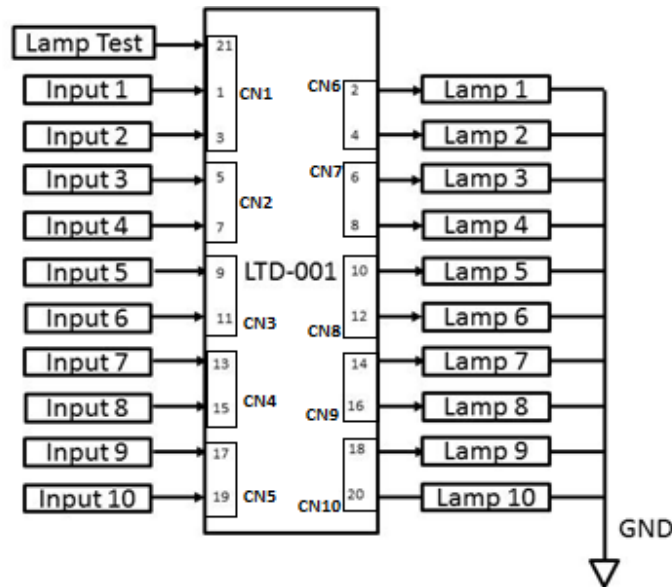 Lamp Test 21
Input 1 1 CN1 CN6 2 Lamp 1
Input 2 3 4 Lamp 2
Input 3 5 CN2 CN7 6 Lamp 3
Input 4 7 8 Lamp 4
Input 5 9 LTD-001 10 Lamp 5
Input 6 11 CN3 CN8 12 Lamp 6
Input 7 13 14 Lamp 7
Input 8 15 CN4 CN9 16 Lamp 8
Input 9 17 18 Lamp 9
Input 10 19 CN5 CN10 20 Lamp 10
GND